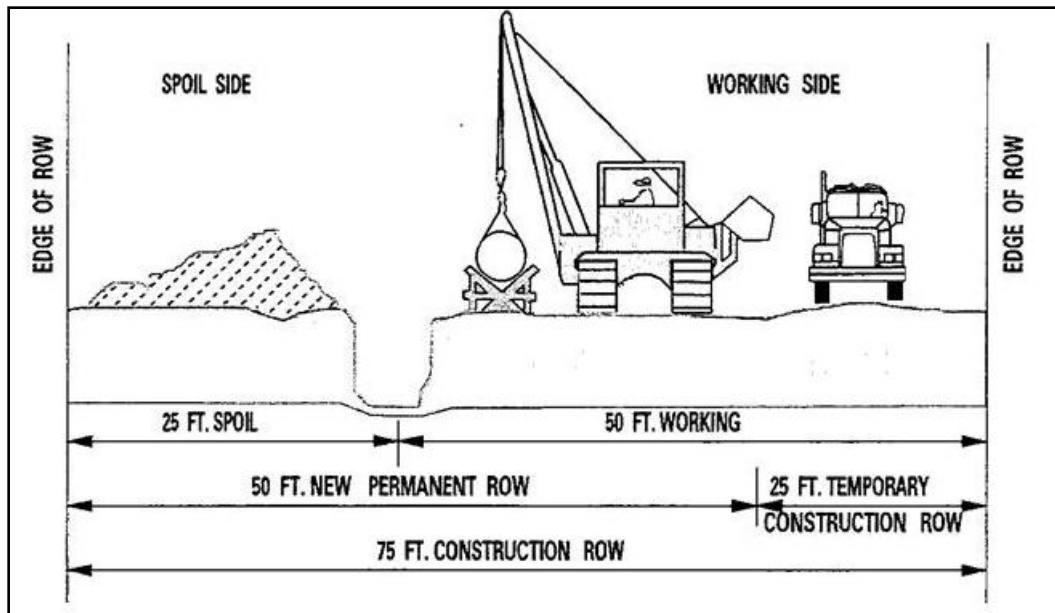 SPOIL SIDE
WORKING SIDE
EDGE OF ROW
EDGE OF ROW
25 FT. SPOIL
50 FT. WORKING
50 FT. NEW PERMANENT ROW
25 FT. TEMPORARY
CONSTRUCTION ROW
75 FT. CONSTRUCTION ROW